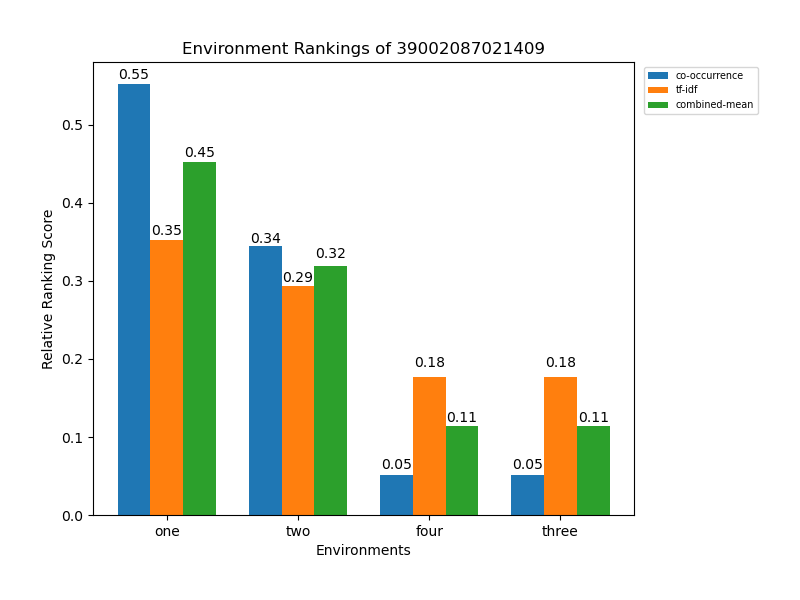 Environment Rankings of 39002087021409
co-occurrence
tf-idf
combined-mean
Relative Ranking Score
0.5
0.4
0.3
0.2
0.1
0.0
0.55
0.35
0.45
0.34
0.29
0.32
0.05
0.18
0.11
0.05
0.18
0.11
one two four three
Environments